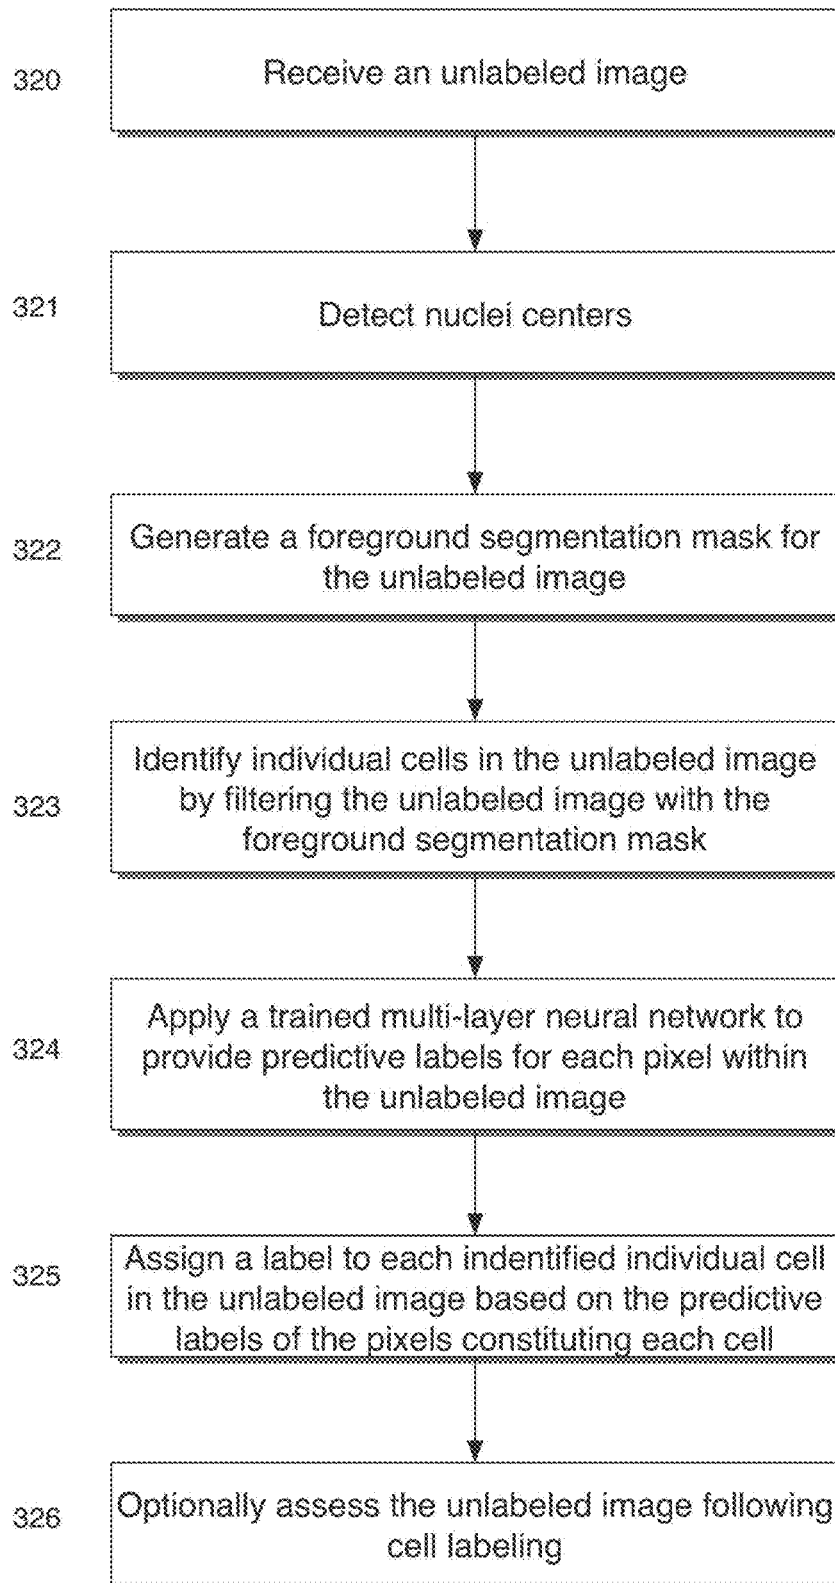 320
Receive an unlabeled image
321
Detect nuclei centers
322
Generate a foreground segmentation mask for
the unlabeled image
323
Identify individual cells in the unlabeled image
by filtering the unlabeled image with the
foreground segmentation mask
324
Apply a trained multi-layer neural network to
provide predictive labels for each pixel within
the unlabeled image
325
Assign a label to each indentified individual cell
in the unlabeled image based on the predictive
labels of the pixels constituting each cell
326
Optionally assess the unlabeled image following
cell labeling